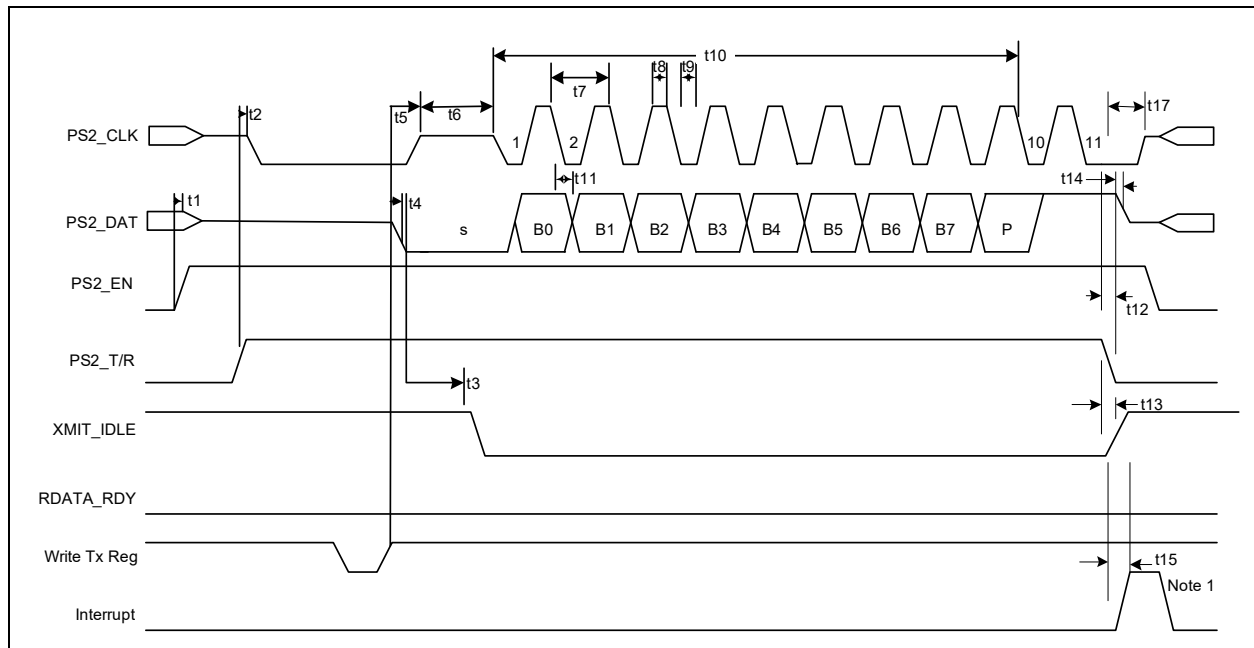 t10
t8 t9
t2 t5 t6 t7 t17
PS2_CLK 1 2 10 11
t11 t14
t1 t4
PS2_DAT s B0 B1 B2 B3 B4 B5 B6 B7 P
PS2_EN
t12
PS2_T/R
t3
t13
XMIT_IDLE
RDATA_RDY
Write Tx Reg
t15
Note 1
Interrupt